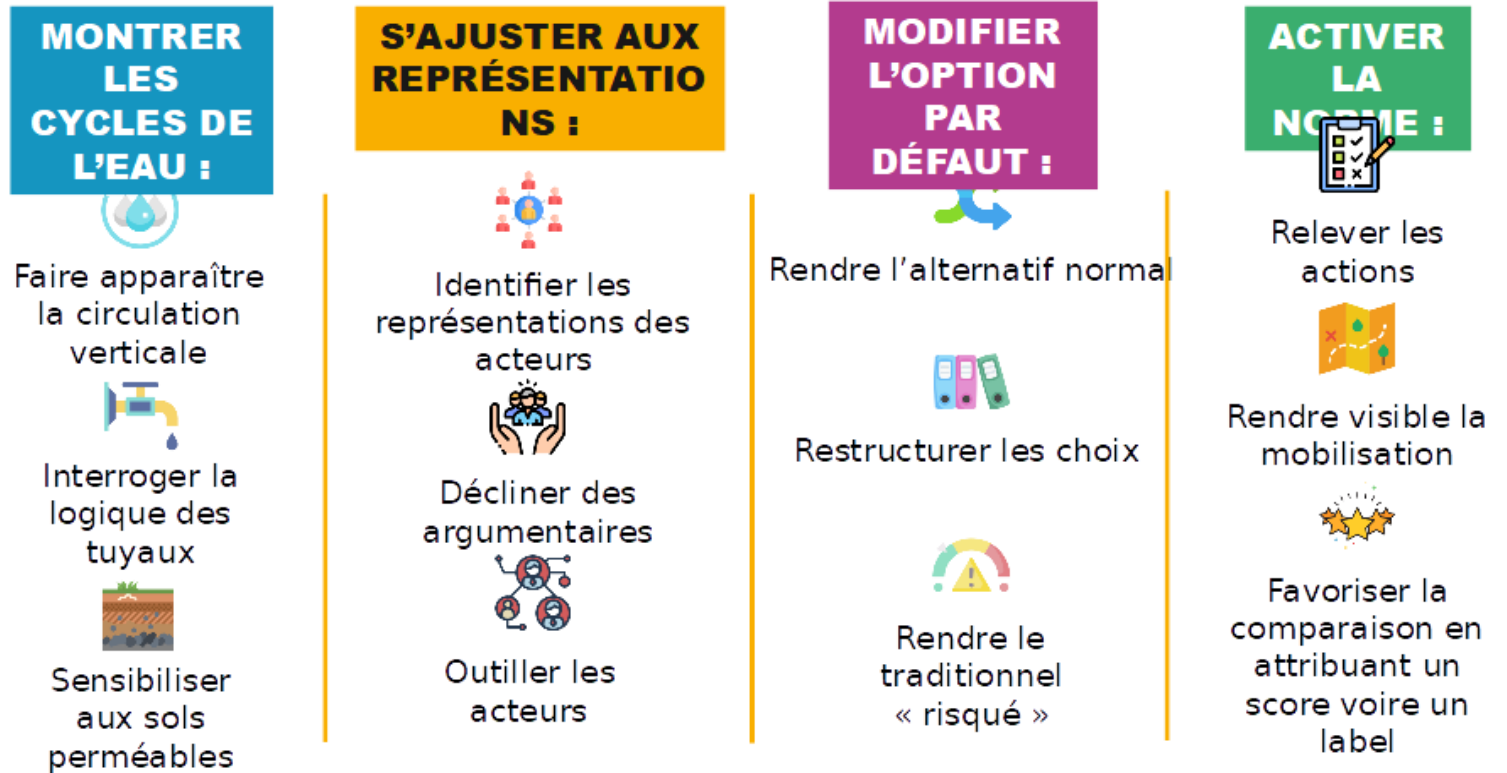 MONTRER
LES
CYCLES DE
L'EAU :
Faire apparaître
la circulation
verticale
Interroger la
logique des
tuyaux
Sensibiliser
aux sols
perméables
S'AJUSTER AUX
REPRÉSENTATIO
NS :
Identifier les
représentations des
acteurs
Décliner des
argumentaires
Outiller les
acteurs
MODIFIER
L'OPTION
PAR
DÉFAUT :
Rendre l'alternatif normal
Restructurer les choix
Rendre le
traditionnel
« risqué »
ACTIVER
LA
NORME :
Relever les
actions
Rendre visible la
mobilisation
Favoriser la
comparaison en
attribuant un
score voire un
label